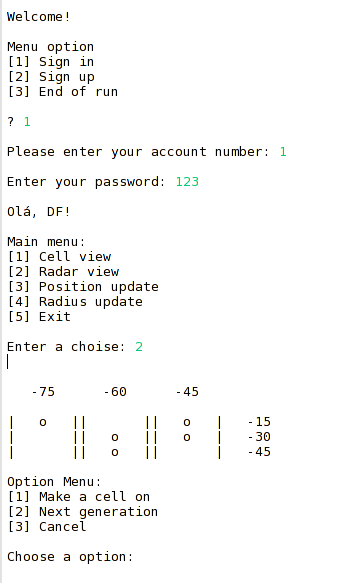 Welcome!
Menu option
[1] Sign in
[2] Sign up
[3] End of run
? 1
Please enter your account number: 1
Enter your password: 123
Olá, DF!
Main menu:
[1] Cell view
[2] Radar view
[3] Position update
[4] Radius update
[5] Exit
Enter a choise: 2
-75      -60      -45
|   o   ||       ||   o   |   -15
|       ||   o   ||   o   |   -30
|       ||   o   ||       |   -45
Option Menu:
[1] Make a cell on
[2] Next generation
[3] Cancel
Choose a option: